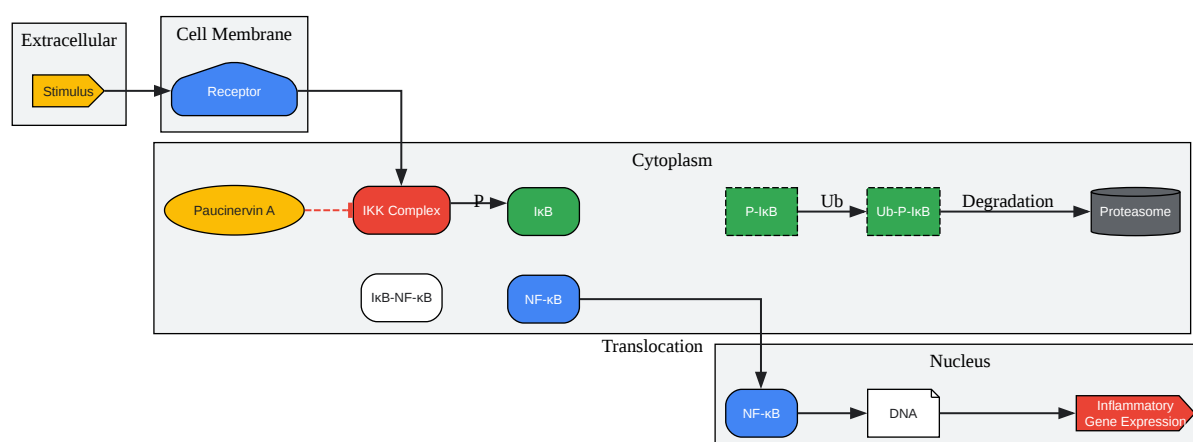 Extracellular
Stimulus
Cell Membrane
Receptor
Cytoplasm
Paucinervin A
IKK Complex
P
IκB
P-IκB
Ub
Ub-P-IκB
Degradation
Proteasome
IκB-NF-κB
NF-κB
Translocation
Nucleus
NF-κB
DNA
Inflammatory
Gene Expression